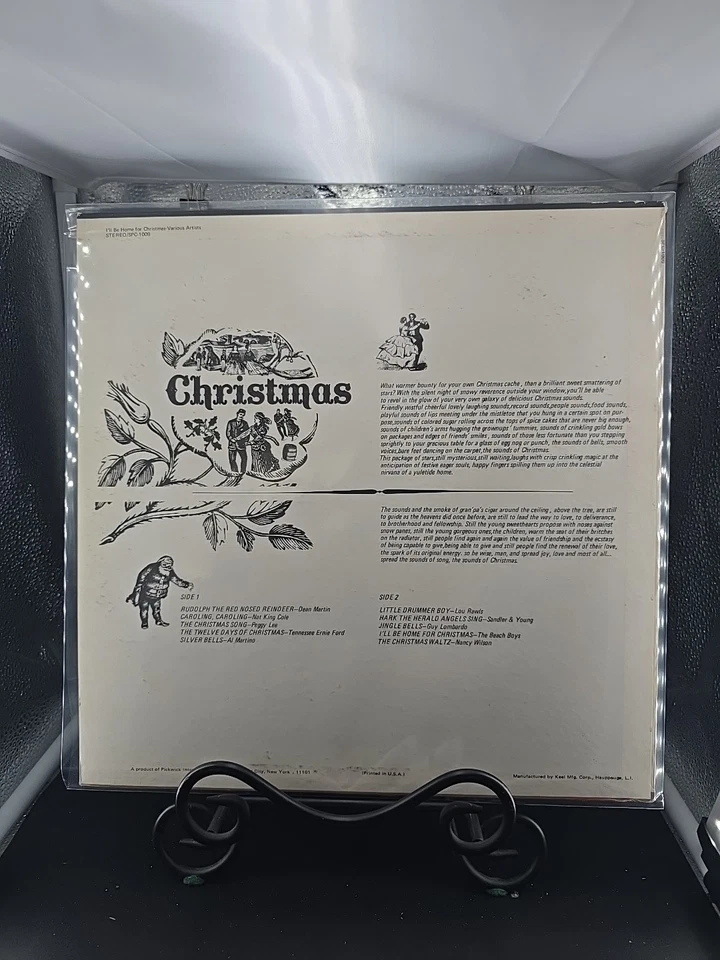 I'll Be Home for Christmas/Various Artists
STEREO/SPC-1009
Christmas
What warmer bounty for your own Christmas cache, than a brilliant sweet smattering of
stars? With the silent night of snowy reverence outside your window, you'll be able
to revel in the glow of your very own galaxy of delicious Christmas sounds.
Friendly wistful cheerful lovely laughing sounds, record sounds, people sounds, food sounds,
playful sounds of lips meeting under the mistletoe that you hung in a certain spot on pur-
pose, sounds of colored sugar rolling across the tops of spice cakes that are never big enough,
sounds of children's arms hugging the grownups' tummies, sounds of crinkling gold bows
on packages and edges of friends' smiles, sounds of those less fortunate than you stepping
sprightly to your gracious table for a glass of egg nog or punch, the sounds of bells, smooth
voices, bare feet dancing on the carpet, the sounds of Christmas.
This package of stars, still mysterious, still waiting, laughs with crisp crinkling magic at the
anticipation of festive eager souls, happy fingers spilling them up into the celestial
nirvana of a yuletide home.
The sounds and the smoke of gran'pa's cigar around the ceiling, above the tree, are still
to guide as the heavens did once before, are still to lead the way to love, to deliverance,
to brotherhood and fellowship. Still the young sweethearts propose with noses against
snow panes, still the young gorgeous ones, the children, warm the seat of their britches
on the radiator, still people find again and again the value of friendship and the ecstasy
of being capable to give, being able to give and still people find the renewal of their love,
the spark of its original energy. so be wise, man, and spread joy, love and most of all...
spread the sounds of song, the sounds of Christmas.
SIDE 1
RUDOLPH THE RED NOSED REINDEER—Dean Martin
CAROLING, CAROLING—Nat King Cole
THE CHRISTMAS SONG—Peggy Lee
THE TWELVE DAYS OF CHRISTMAS—Tennessee Ernie Ford
SILVER BELLS—Al Martino
SIDE 2
LITTLE DRUMMER BOY—Lou Rawls
HARK THE HERALD ANGELS SING—Sandler & Young
JINGLE BELLS—Guy Lombardo
I'LL BE HOME FOR CHRISTMAS—The Beach Boys
THE CHRISTMAS WALTZ—Nancy Wilson
A product of Pickwick City, New York, 11101
(Printed in U.S.A.)
Manufactured by Keel Mfg. Corp., Hauppauge, L.I.